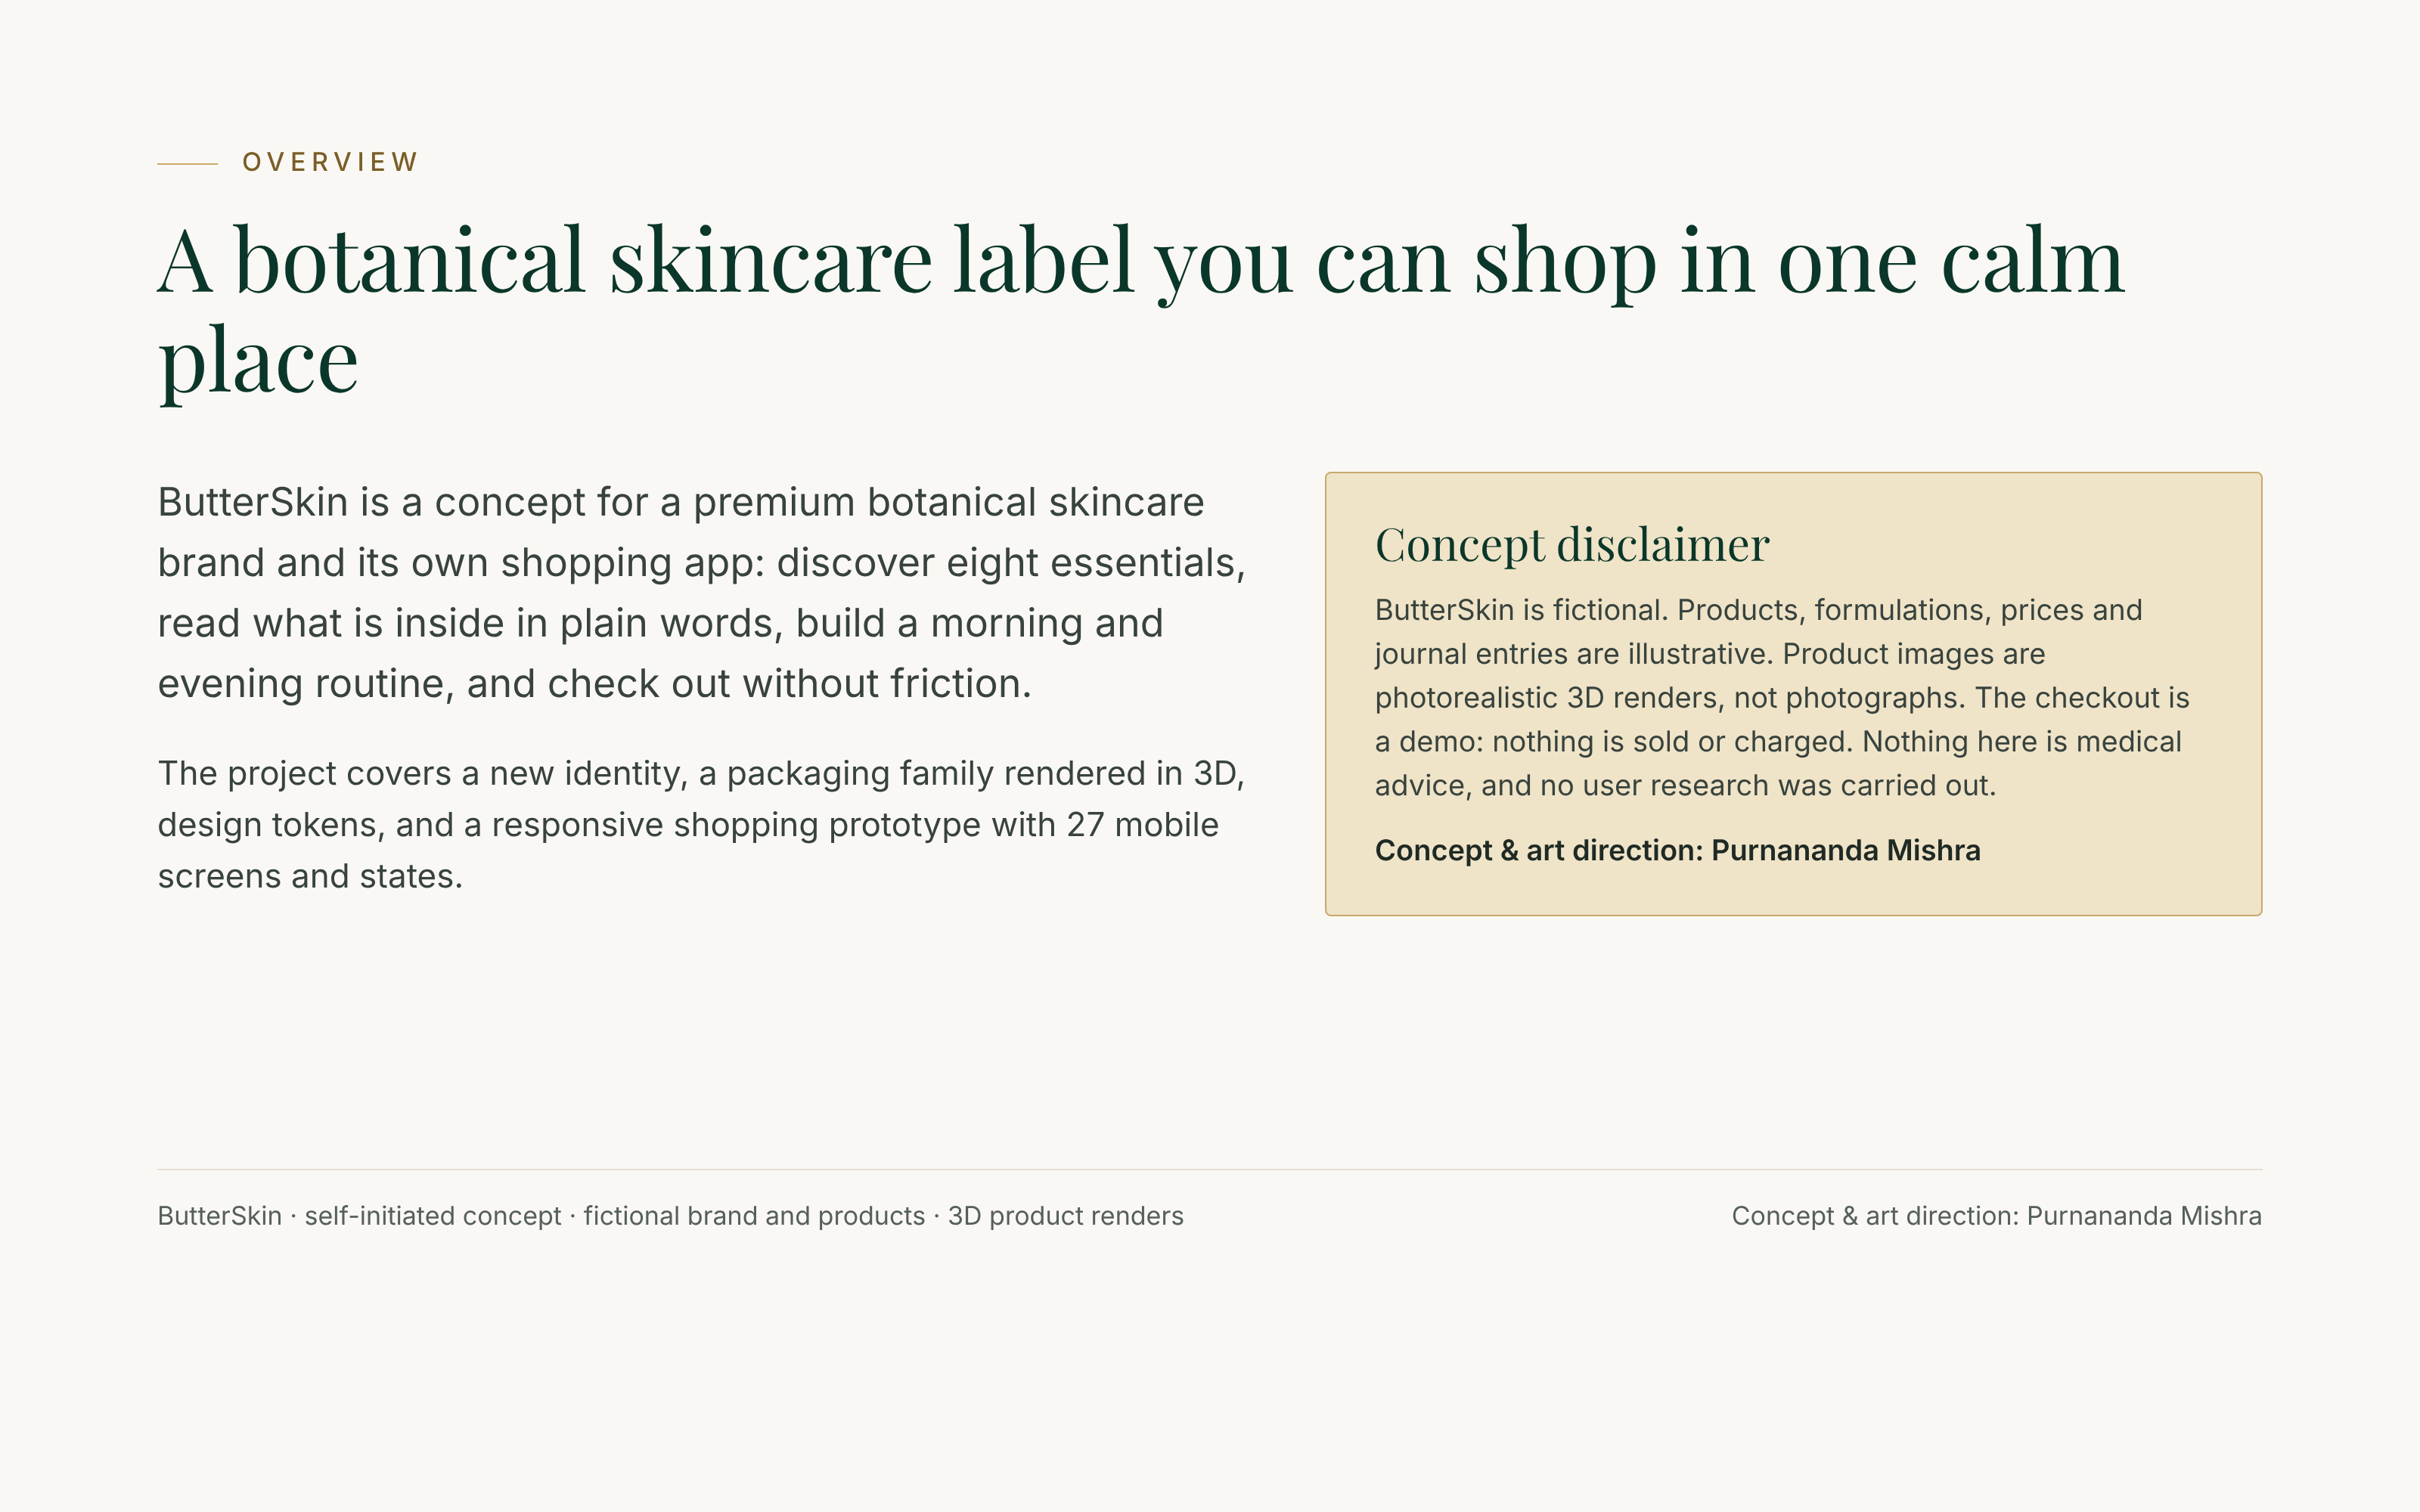 OVERVIEW
A botanical skincare label you can shop in one calm
place
ButterSkin is a concept for a premium botanical skincare
brand and its own shopping app: discover eight essentials,
read what is inside in plain words, build a morning and
evening routine, and check out without friction.
The project covers a new identity, a packaging family rendered in 3D,
design tokens, and a responsive shopping prototype with 27 mobile
screens and states.
Concept disclaimer
ButterSkin is fictional. Products, formulations, prices and
journal entries are illustrative. Product images are
photorealistic 3D renders, not photographs. The checkout is
a demo: nothing is sold or charged. Nothing here is medical
advice, and no user research was carried out.
Concept & art direction: Purnananda Mishra
ButterSkin · self-initiated concept · fictional brand and products · 3D product renders
Concept & art direction: Purnananda Mishra